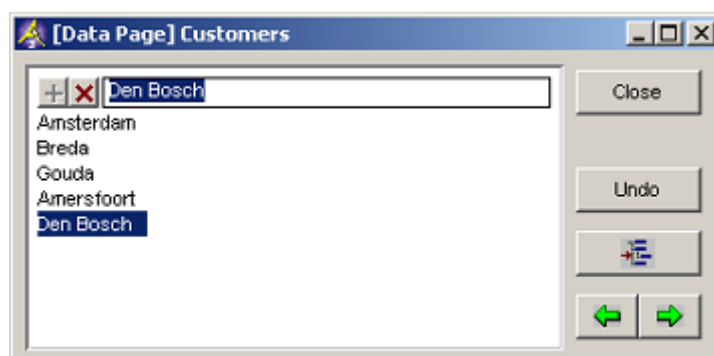 [Data Page] Customers
Den Bosch
Close
Amsterdam
Breda
Gouda
Undo
Amersfoort
Den Bosch